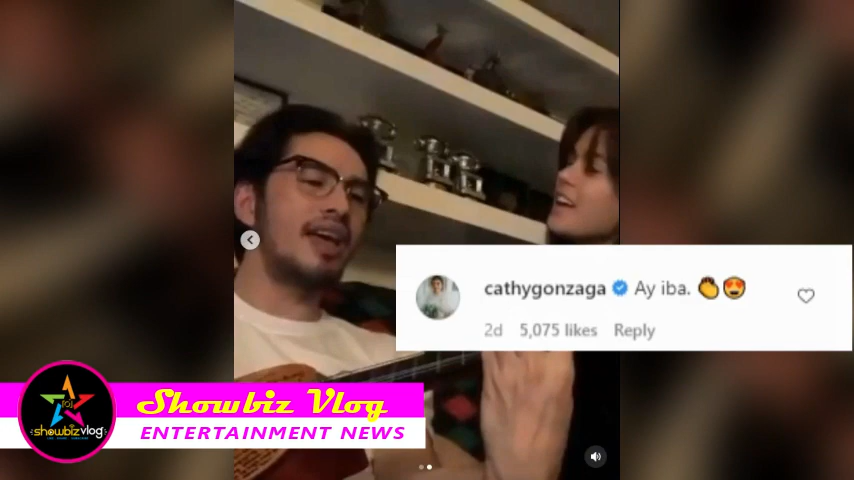 cathygonzaga Ay iba. 👏😍
2d 5,075 likes Reply
Showbiz Vlog
ENTERTAINMENT NEWS
showbizvlog